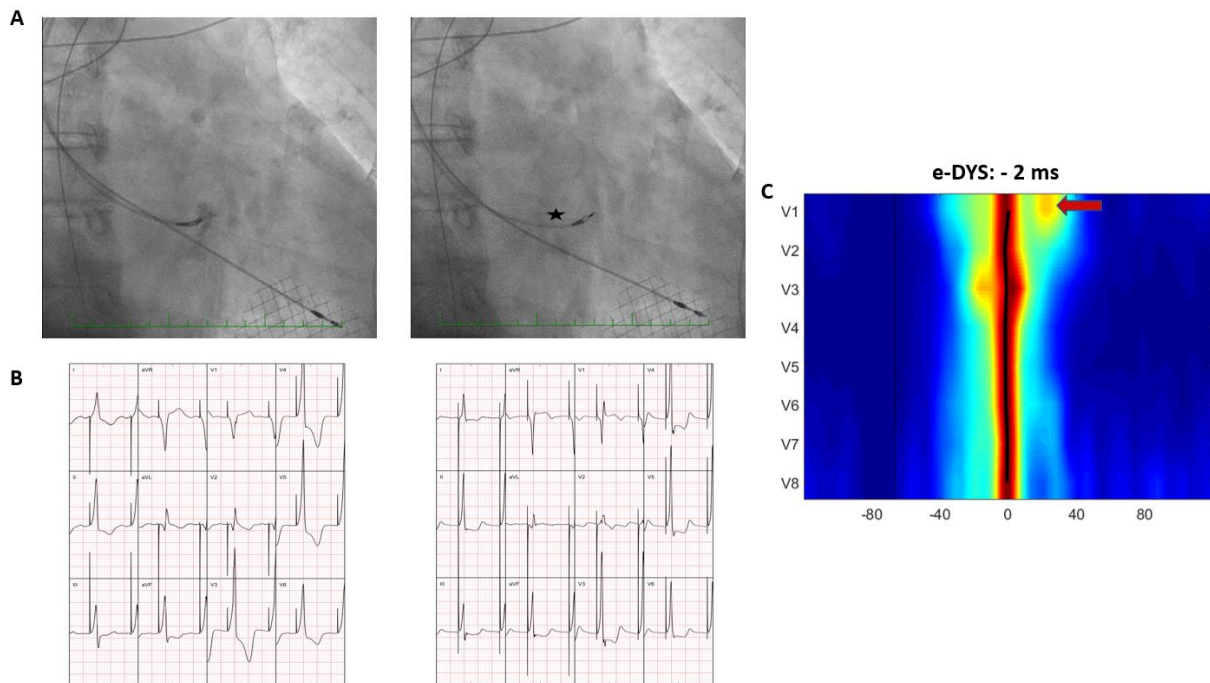 A
B
I aVR V1 V4
II aVL V2 V5
III aVF V3 V6
I aVR V1 V4
II aVL V2 V5
III aVF V3 V6
e-DYS: - 2 ms
C
V1
V2
V3
V4
V5
V6
V7
V8
-80 -40 0 40 80